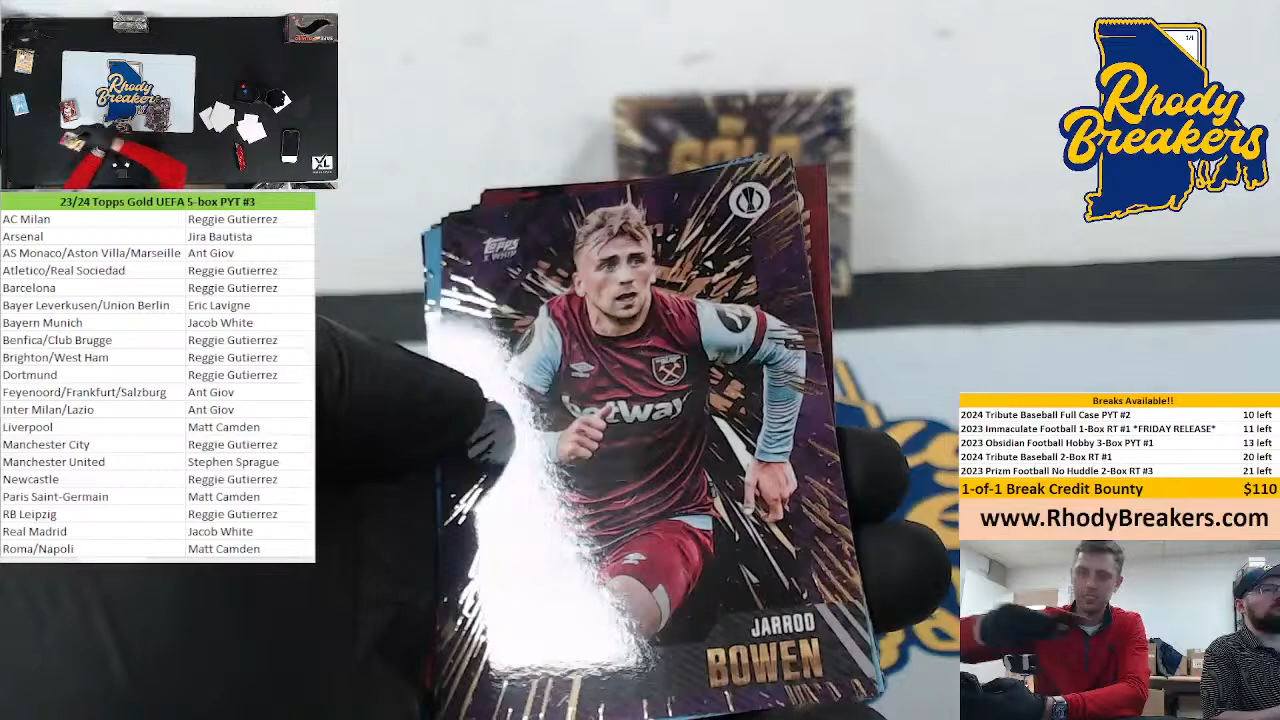 23/24 Topps Gold UEFA 5-box PYT #3
AC Milan Reggie Gutierrez
Arsenal Jira Bautista
AS Monaco/Aston Villa/Marseille Ant Giov
Atletico/Real Sociedad Reggie Gutierrez
Barcelona Reggie Gutierrez
Bayer Leverkusen/Union Berlin Eric Lavigne
Bayern Munich Jacob White
Benfica/Club Brugge Reggie Gutierrez
Brighton/West Ham Reggie Gutierrez
Dortmund Reggie Gutierrez
Feyenoord/Frankfurt/Salzburg Ant Giov
Inter Milan/Lazio Ant Giov
Liverpool Matt Camden
Manchester City Reggie Gutierrez
Manchester United Stephen Sprague
Newcastle Reggie Gutierrez
Paris Saint-Germain Matt Camden
RB Leipzig Reggie Gutierrez
Real Madrid Jacob White
Roma/Napoli Matt Camden
Rhody
Breakers
XL
GOLD
topps
X WHIP
betway
JARROD
BOWEN
1/1
Rhody
Breakers
Breaks Available!!
2024 Tribute Baseball Full Case PYT #2 10 left
2023 Immaculate Football 1-Box RT #1 *FRIDAY RELEASE* 11 left
2023 Obsidian Football Hobby 3-Box PYT #1 13 left
2024 Tribute Baseball 2-Box RT #1 20 left
2023 Prizm Football No Huddle 2-Box RT #3 21 left
1-of-1 Break Credit Bounty $110
www.RhodyBreakers.com